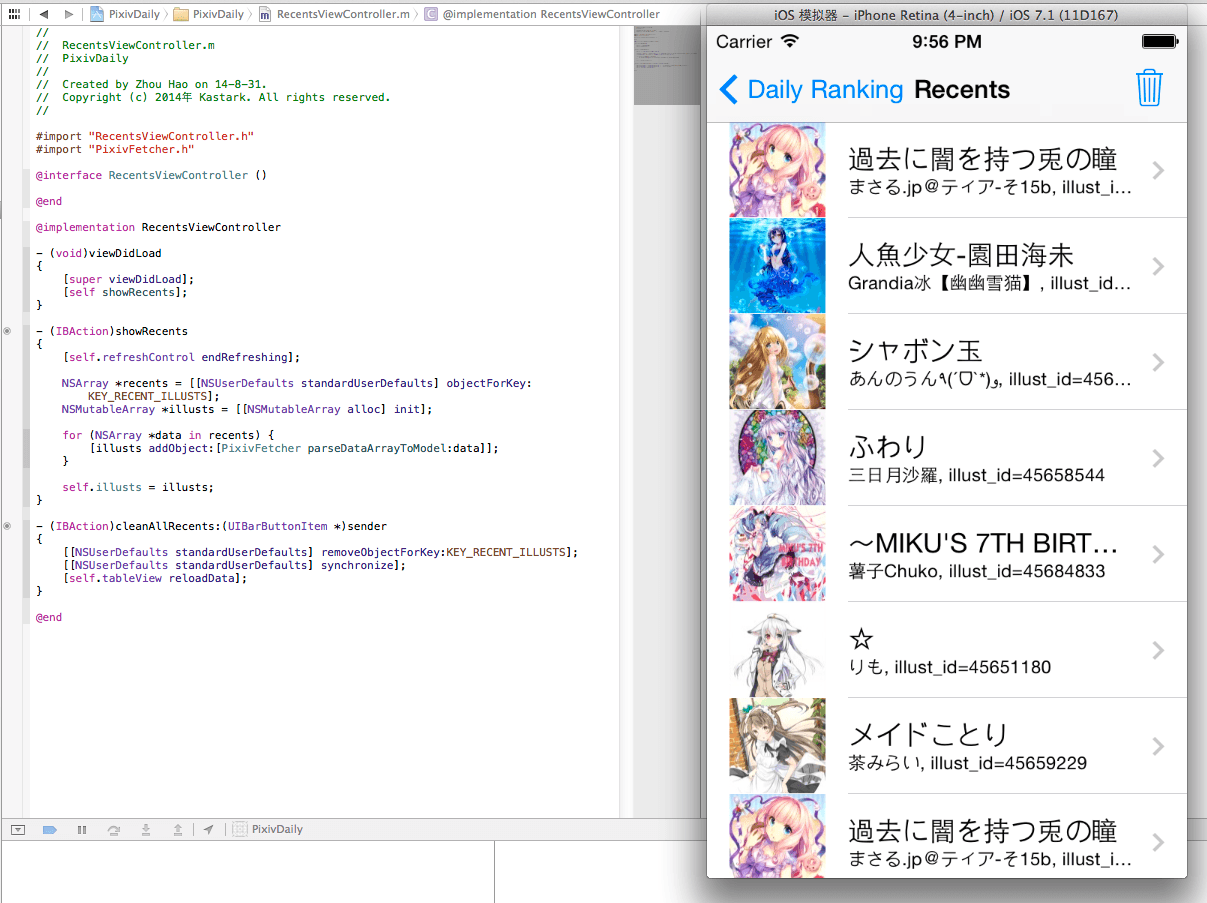 PixivDaily PixivDaily RecentsViewController.m @implementation RecentsViewController
//
//  RecentsViewController.m
//  PixivDaily
//
//  Created by Zhou Hao on 14-8-31.
//  Copyright (c) 2014年 Kastark. All rights reserved.
//
#import "RecentsViewController.h"
#import "PixivFetcher.h"
@interface RecentsViewController ()
@end
@implementation RecentsViewController
- (void)viewDidLoad
{
    [super viewDidLoad];
    [self showRecents];
}
- (IBAction)showRecents
{
    [self.refreshControl endRefreshing];
    NSArray *recents = [[NSUserDefaults standardUserDefaults] objectForKey:
        KEY_RECENT_ILLUSTS];
    NSMutableArray *illusts = [[NSMutableArray alloc] init];
    for (NSArray *data in recents) {
        [illusts addObject:[PixivFetcher parseDataArrayToModel:data]];
    }
    self.illusts = illusts;
}
- (IBAction)cleanAllRecents:(UIBarButtonItem *)sender
{
    [[NSUserDefaults standardUserDefaults] removeObjectForKey:KEY_RECENT_ILLUSTS];
    [[NSUserDefaults standardUserDefaults] synchronize];
    [self.tableView reloadData];
}
@end
PixivDaily
iOS 模拟器 – iPhone Retina (4-inch) / iOS 7.1 (11D167)
Carrier 9:56 PM
Daily Ranking Recents
過去に闇を持つ兎の瞳
まさる.jp＠ティア-そ15b, illust_i…
人魚少女-園田海未
Grandia冰【幽幽雪猫】, illust_id…
シャボン玉
あんのうん٩(ˊᗜˋ*)و, illust_id=456…
ふわり
三日月沙羅, illust_id=45658544
～MIKU'S 7TH BIRT…
薯子Chuko, illust_id=45684833
MIKU'S 7TH
BIRTHDAY
☆
りも, illust_id=45651180
メイドことり
茶みらい, illust_id=45659229
過去に闇を持つ兎の瞳
まさる.jp＠ティア-そ15b, illust_i…